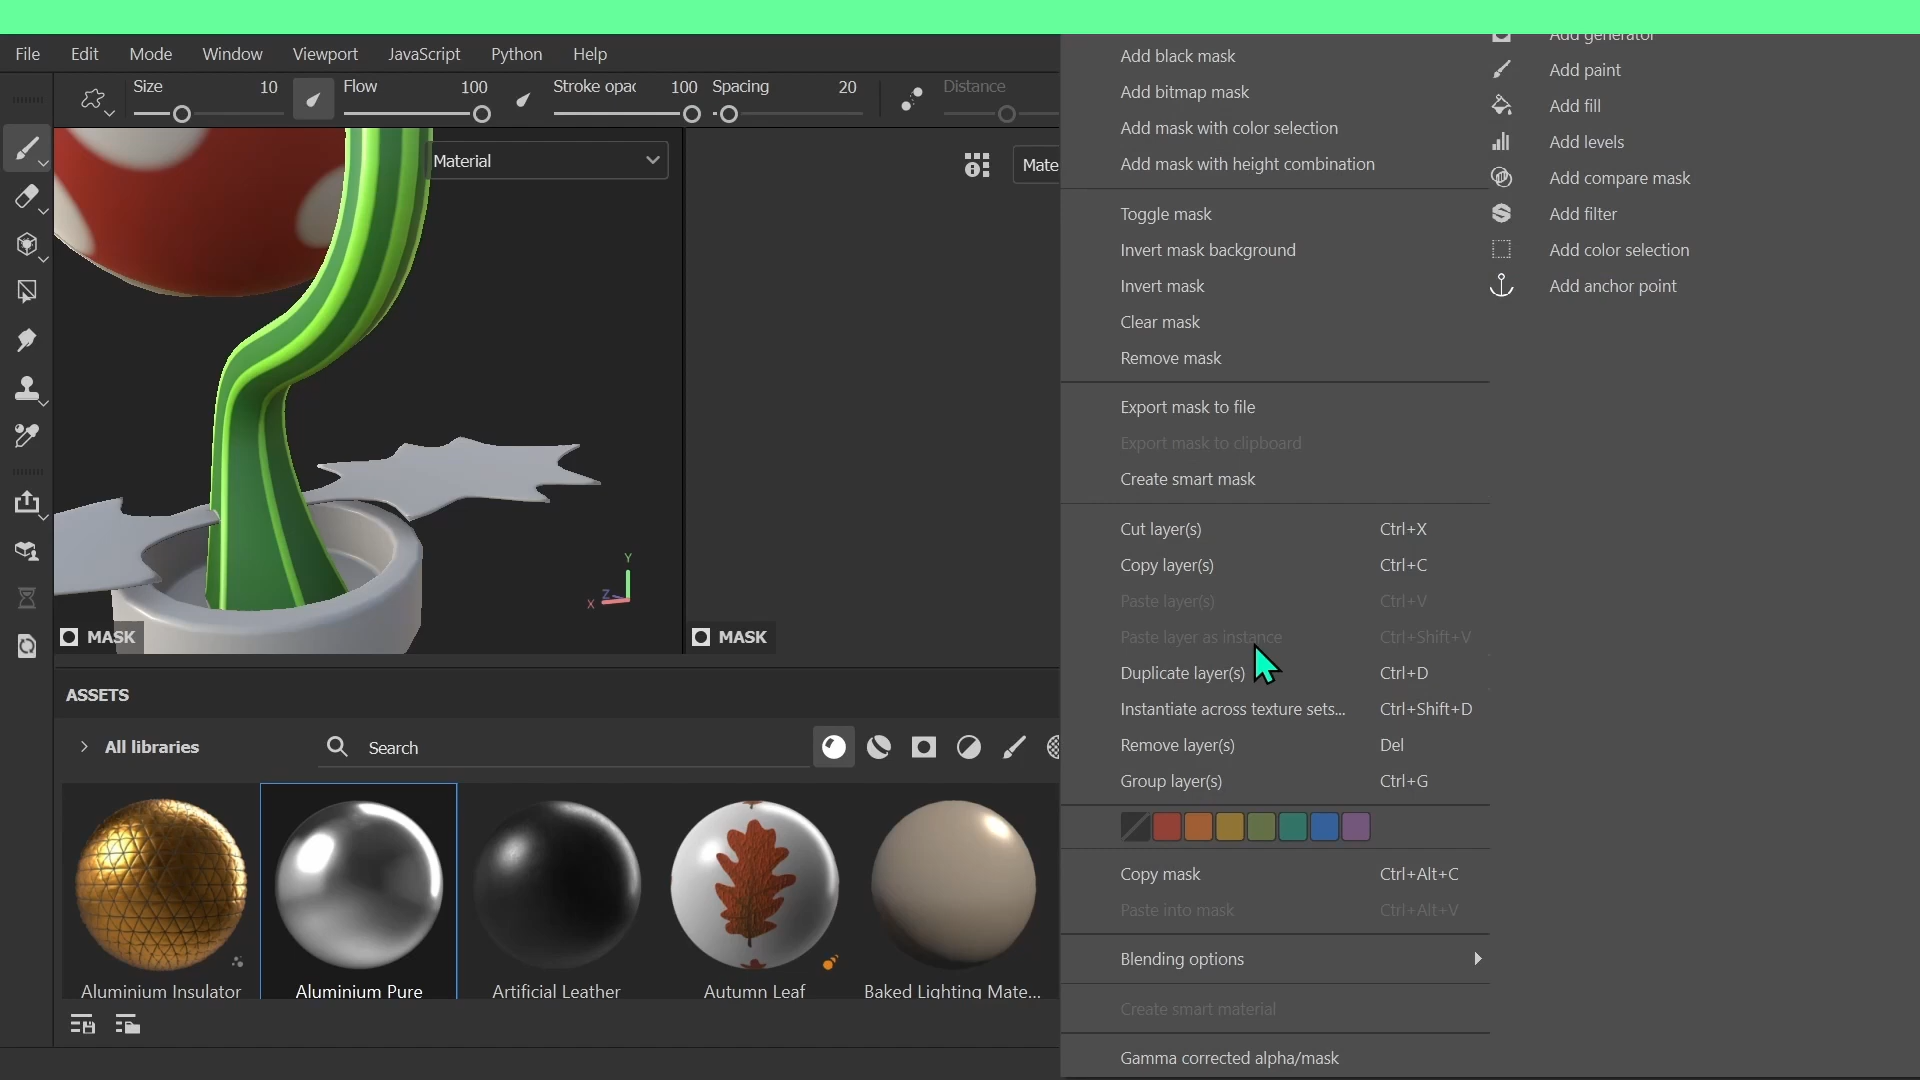 File Edit Mode Window Viewport JavaScript Python Help
Size 10 Flow 100 Stroke opac 100 Spacing 20 Distance
Material
Mate
Y
Z
X
MASK
MASK
ASSETS
All libraries
Search
Aluminium Insulator
Aluminium Pure
Artificial Leather
Autumn Leaf
Baked Lighting Mate...
Add black mask
Add bitmap mask
Add mask with color selection
Add mask with height combination
Toggle mask
Invert mask background
Invert mask
Clear mask
Remove mask
Export mask to file
Export mask to clipboard
Create smart mask
Cut layer(s) Ctrl+X
Copy layer(s) Ctrl+C
Paste layer(s) Ctrl+V
Paste layer as instance Ctrl+Shift+V
Duplicate layer(s) Ctrl+D
Instantiate across texture sets... Ctrl+Shift+D
Remove layer(s) Del
Group layer(s) Ctrl+G
Copy mask Ctrl+Alt+C
Paste into mask Ctrl+Alt+V
Blending options
Create smart material
Gamma corrected alpha/mask
Add generator
Add paint
Add fill
Add levels
Add compare mask
Add filter
Add color selection
Add anchor point